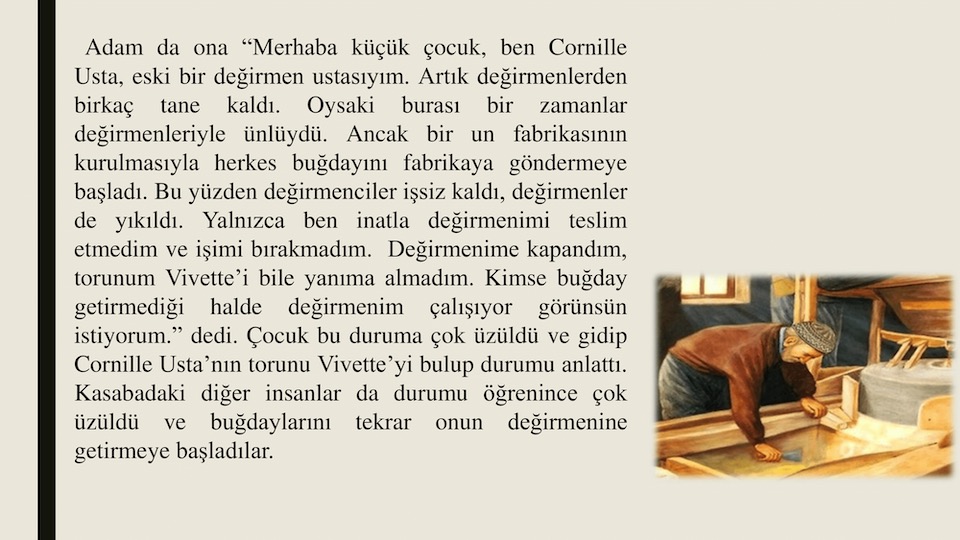 Adam da ona “Merhaba küçük çocuk, ben Cornille
Usta, eski bir değirmen ustasıyım. Artık değirmenlerden
birkaç tane kaldı. Oysaki burası bir zamanlar
değirmenleriyle ünlüydü. Ancak bir un fabrikasının
kurulmasıyla herkes buğdayını fabrikaya göndermeye
başladı. Bu yüzden değirmenciler işsiz kaldı, değirmenler
de yıkıldı. Yalnızca ben inatla değirmenimi teslim
etmedim ve işimi bırakmadım. Değirmenime kapandım,
torunum Vivette’i bile yanıma almadım. Kimse buğday
getirmediği halde değirmenim çalışıyor görünsün
istiyorum.” dedi. Çocuk bu duruma çok üzüldü ve gidip
Cornille Usta’nın torunu Vivette’yi bulup durumu anlattı.
Kasabadaki diğer insanlar da durumu öğrenince çok
üzüldü ve buğdaylarını tekrar onun değirmenine
getirmeye başladılar.